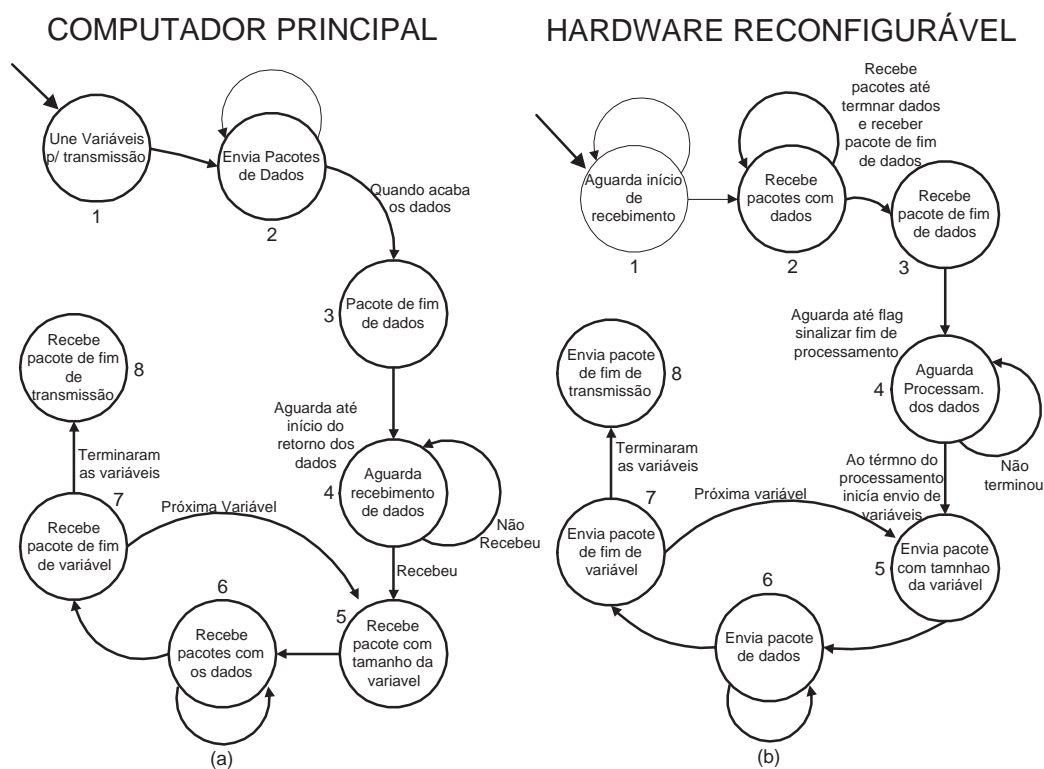 COMPUTADOR PRINCIPAL
Une Variáveis
p/ transmissão
1
Envia Pacotes
de Dados
2
Quando acaba
os dados
Pacote de fim
de dados
3
Aguarda até
início do
retorno dos
dados
Aguarda
recebimento
de dados
4
Não
Recebeu
Recebeu
Recebe
pacote com
tamanho da
variavel
5
Recebe
pacotes com
os dados
6
Recebe
pacote de fim
de variável
7
Próxima Variável
Terminaram
as variáveis
Recebe
pacote de fim
de
transmissão
8
(a)
HARDWARE RECONFIGURÁVEL
Aguarda início
de
recebimento
1
Recebe
pacotes com
dados
2
Recebe
pacotes até
termnar dados
e receber
pacote de fim
de dados
Recebe
pacote de fim
de dados
3
Aguarda até flag
sinalizar fim de
processamento
Aguarda
Processam.
dos dados
4
Não
terminou
Ao térmno do
processamento
inicía envio de
variáveis
Envia pacote
com tamnhao
da variável
5
Envia pacote
de dados
6
Envia pacote
de fim de
variável
7
Próxima variável
Terminaram
as variáveis
Envia pacote
de fim de
transmissão
8
(b)